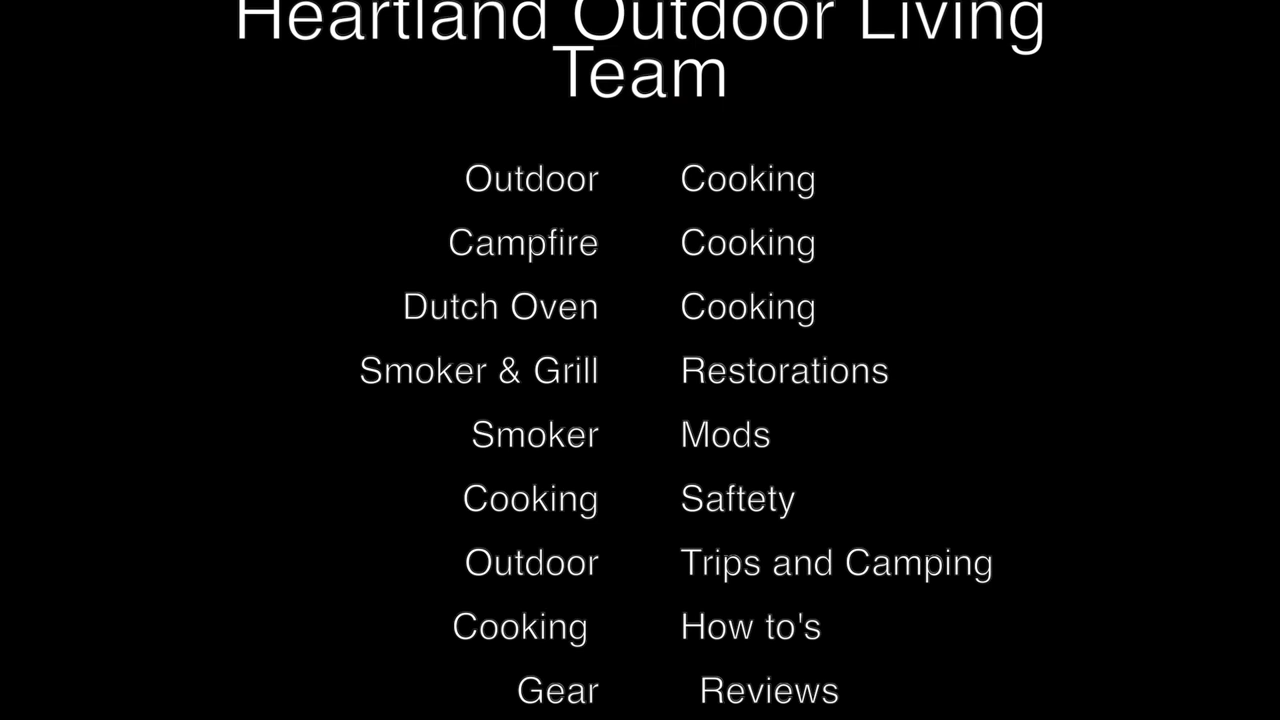 Heartland Outdoor Living
Team
Outdoor Cooking
Campfire Cooking
Dutch Oven Cooking
Smoker & Grill Restorations
Smoker Mods
Cooking Saftety
Outdoor Trips and Camping
Cooking How to's
Gear Reviews